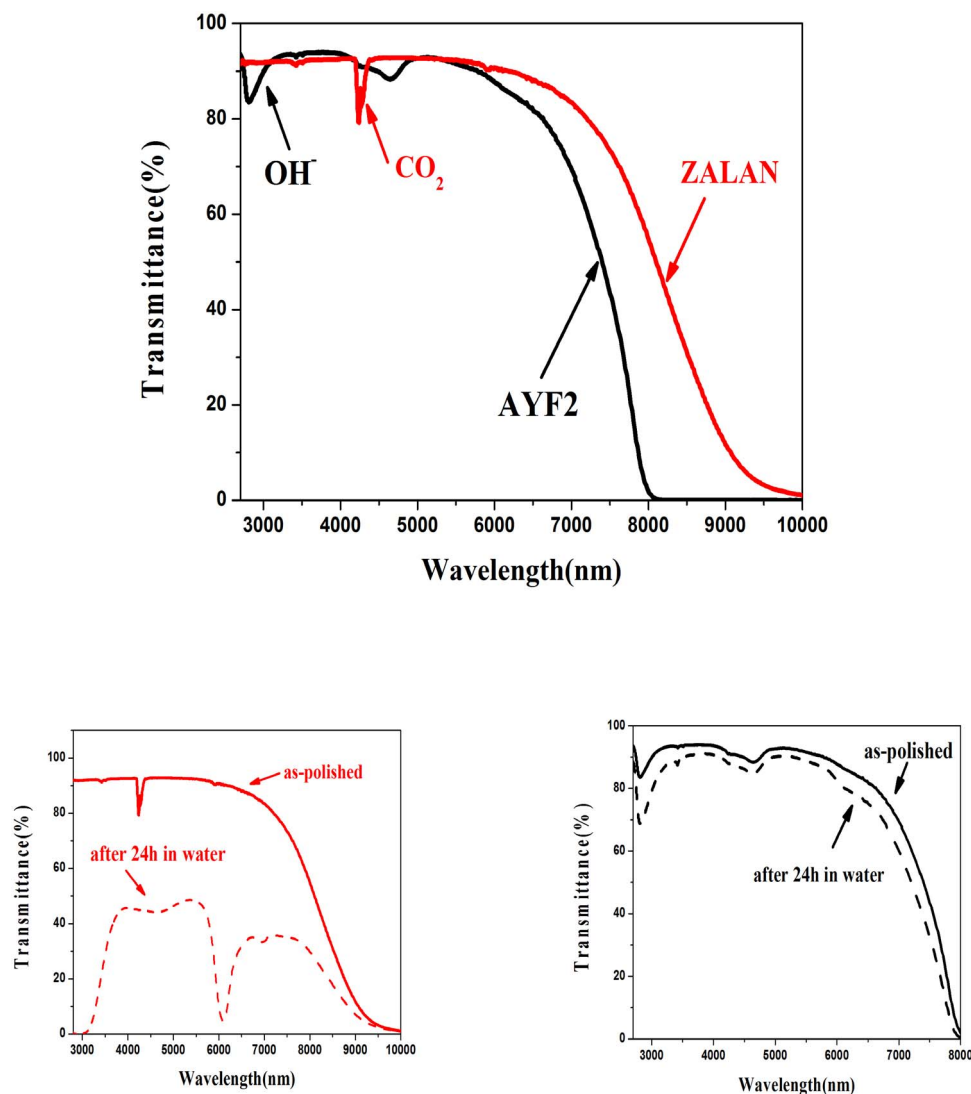 100
80
60
40
20
0
Transmittance(%)
OH⁻
CO₂
ZALAN
AYF2
3000 4000 5000 6000 7000 8000 9000 10000
Wavelength(nm)
100
80
60
40
20
0
Transmittance(%)
as-polished
after 24h in water
3000 4000 5000 6000 7000 8000 9000 10000
Wavelength(nm)
100
80
60
40
20
0
Transmittance(%)
as-polished
after 24h in water
3000 4000 5000 6000 7000 8000
Wavelength(nm)